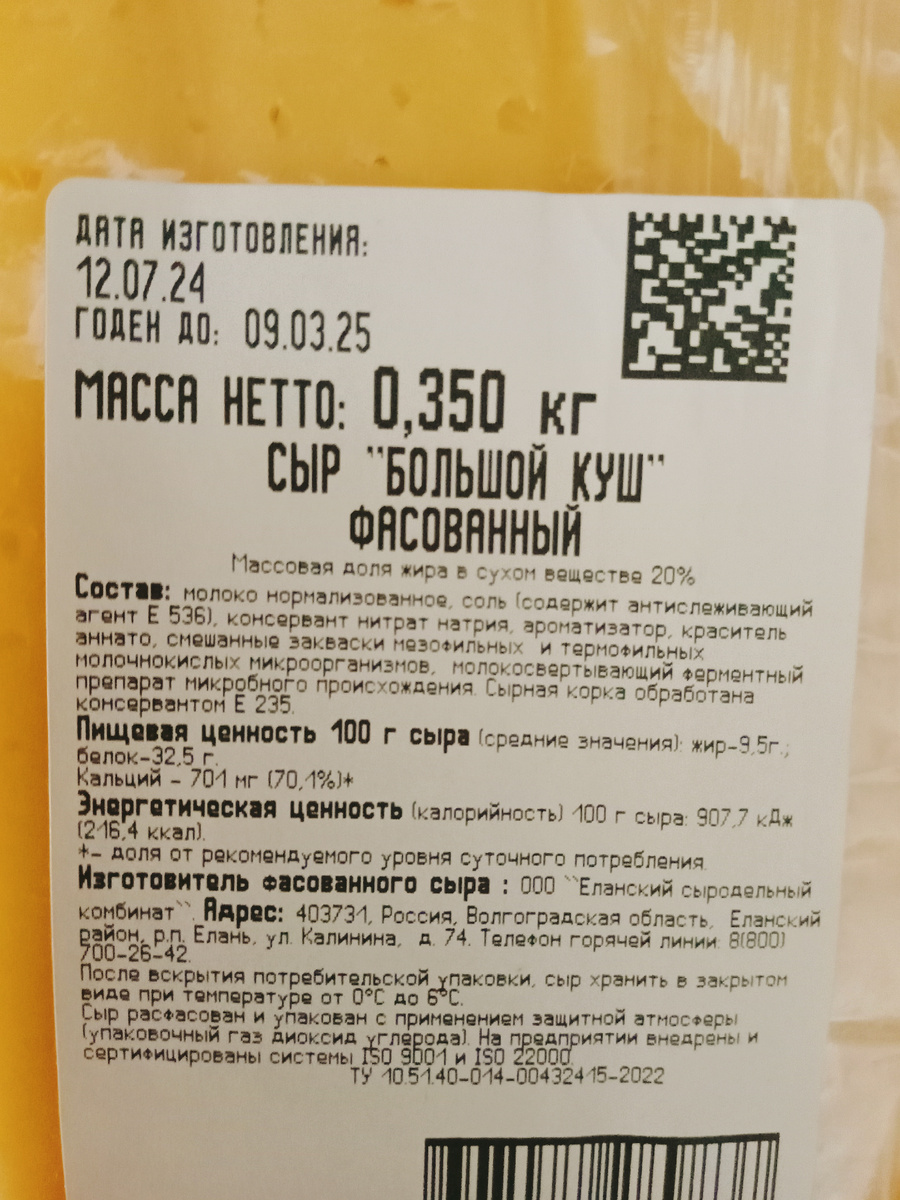 ДАТА ИЗГОТОВЛЕНИЯ:
12.07.24
ГОДЕН ДО: 09.03.25
МАССА НЕТТО: 0,350 кг
СЫР "БОЛЬШОЙ КУШ"
ФАСОВАННЫЙ
Массовая доля жира в сухом веществе 20%
Состав: молоко нормализованное, соль (содержит антислеживающий
агент Е 536), консервант нитрат натрия, ароматизатор, краситель
аннато, смешанные закваски мезофильных и термофильных
молочнокислых микроорганизмов, молокосвертывающий ферментный
препарат микробного происхождения. Сырная корка обработана
консервантом Е 235.
Пищевая ценность 100 г сыра (средние значения): жир-9,5г.;
белок-32,5 г.
Кальций - 701 мг (70,1%)*
Энергетическая ценность (калорийность) 100 г сыра: 907,7 кДж
(216,4 ккал).
*- доля от рекомендуемого уровня суточного потребления.
Изготовитель фасованного сыра : ООО ``Еланский сыродельный
комбинат``. Адрес: 403731, Россия, Волгоградская область, Еланский
район, р.п. Елань, ул. Калинина, д. 74. Телефон горячей линии: 8(800)
700-26-42.
После вскрытия потребительской упаковки, сыр хранить в закрытом
виде при температуре от 0°С до 6°С.
Сыр расфасован и упакован с применением защитной атмосферы
(упаковочный газ диоксид углерода). На предприятии внедрены и
сертифицированы системы ISO 9001 и ISO 22000.
ТУ 10.51.40-014-00432415-2022